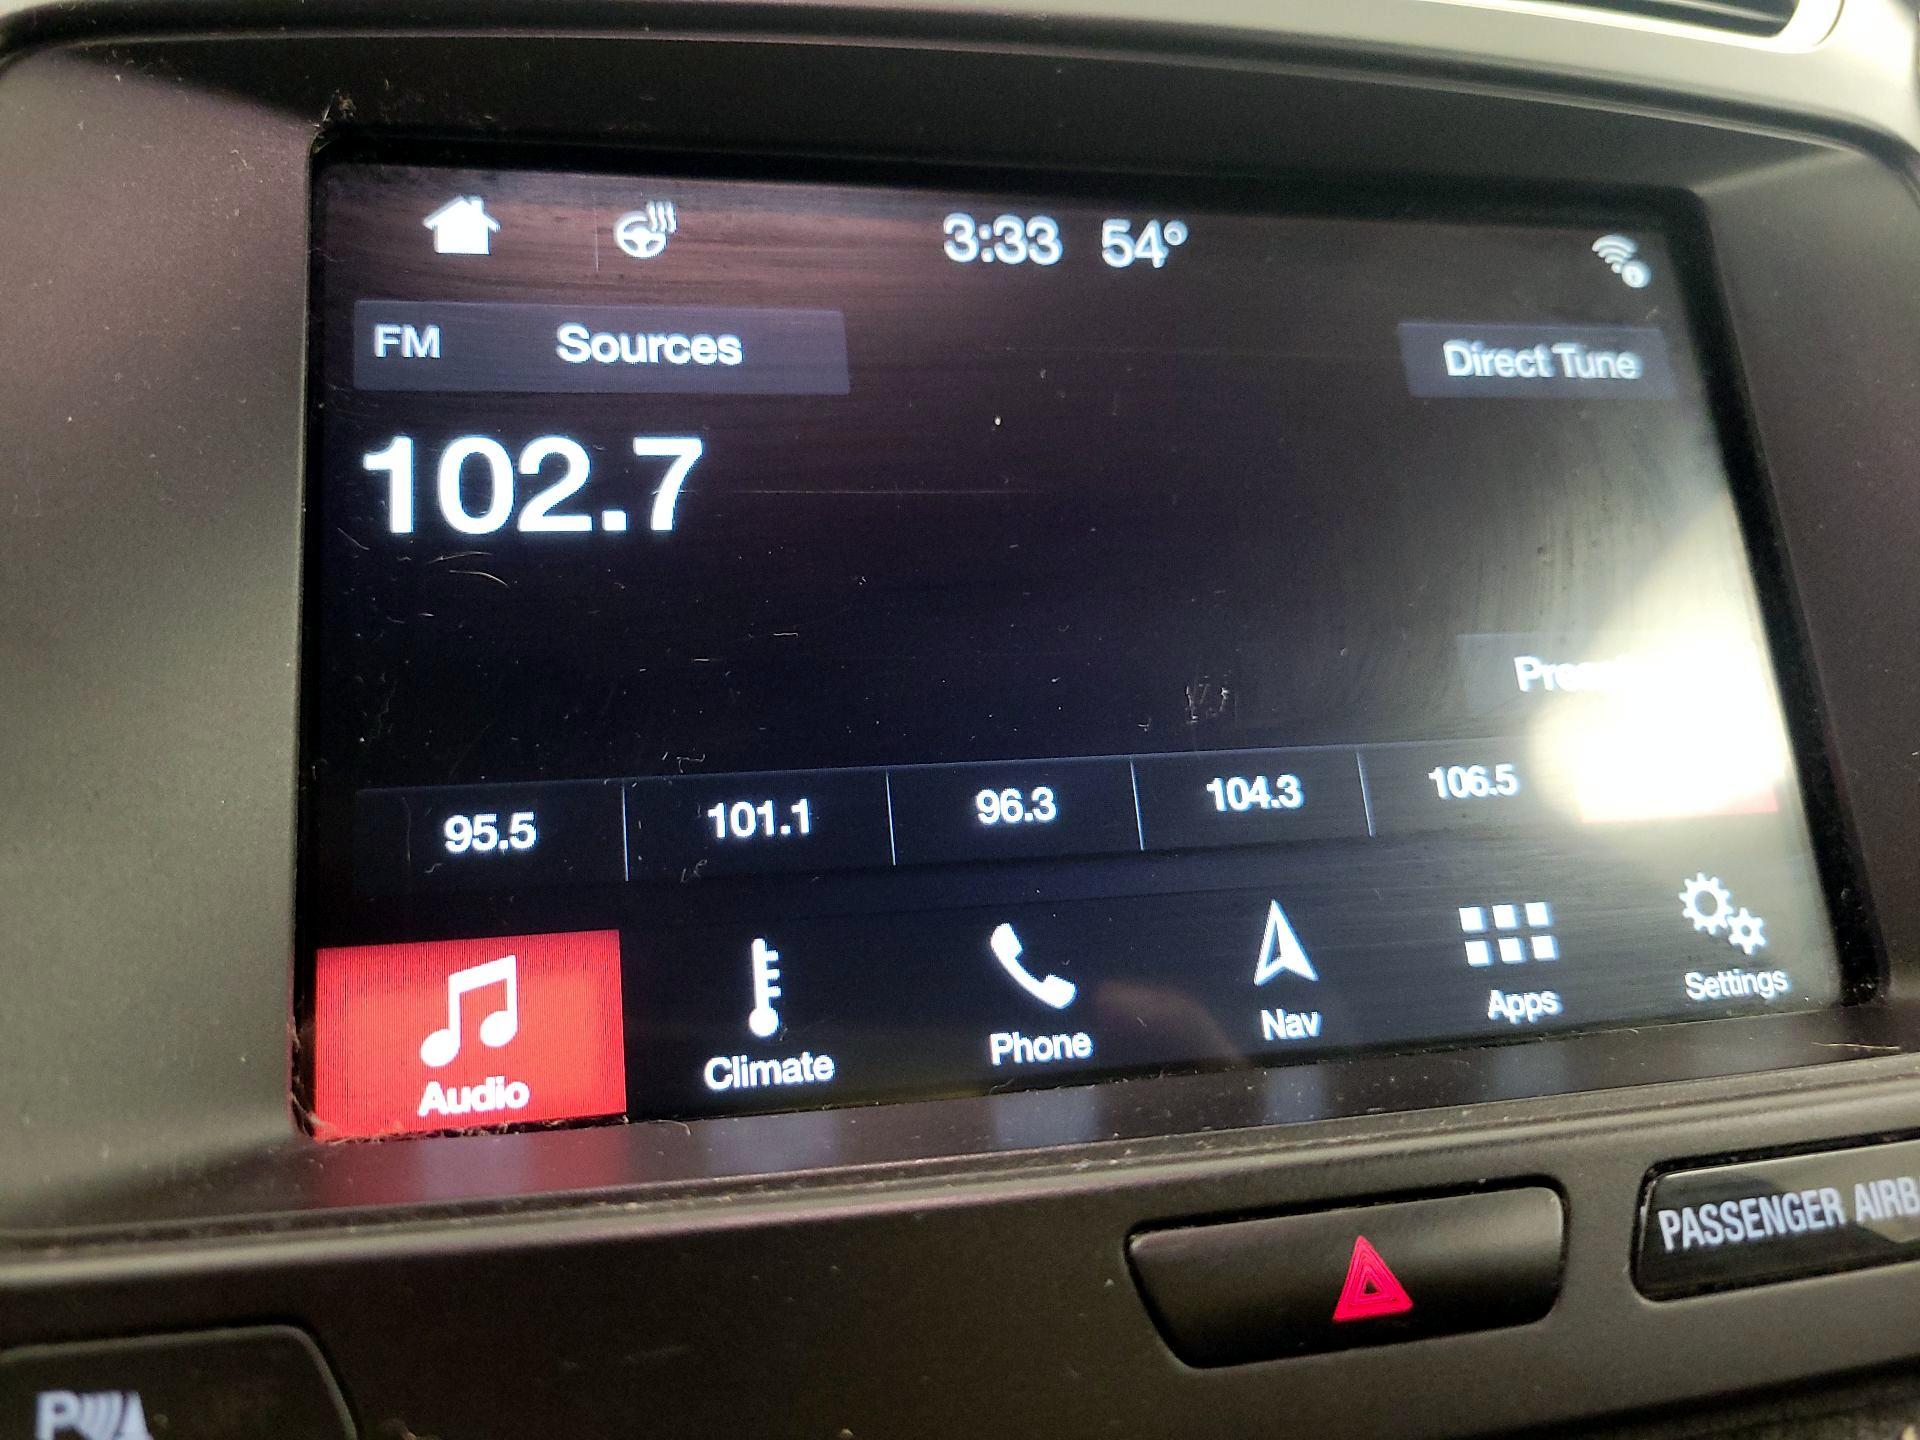 3:33 54°
FM Sources Direct Tune
102.7
95.5 101.1 96.3 104.3 106.5
Audio Climate Phone Nav Apps Settings
PASSENGER
P